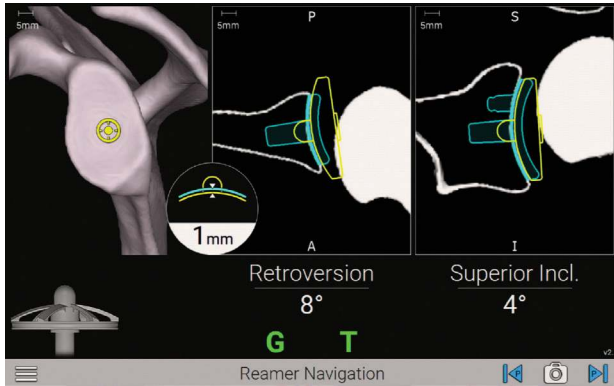 5mm
P
5mm
S
5mm
1mm
A
I
Retroversion
8°
Superior Incl.
4°
G T
v2.
Reamer Navigation
P
P